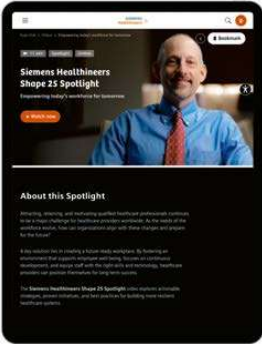 SIEMENS
Healthineers
Bookmark
Spotlight
Siemens Healthineers
Shape 25 Spotlight
Empowering today's workforce for tomorrow
Watch now
About this Spotlight
Attracting, retaining, and motivating qualified healthcare professionals continues
to be a major challenge for healthcare providers worldwide. As the needs of the
workforce evolve, how can organizations align with these changes and prepare
for the future?
A key solution lies in creating a future-ready workplace. By fostering an
environment that supports employee well-being, focuses on continuous
development, and equips staff with the right skills and technology, healthcare
providers can position themselves for long-term success.
The Siemens Healthineers Shape 25 Spotlight video explores actionable
strategies, proven initiatives, and best practices for building more resilient
healthcare systems.